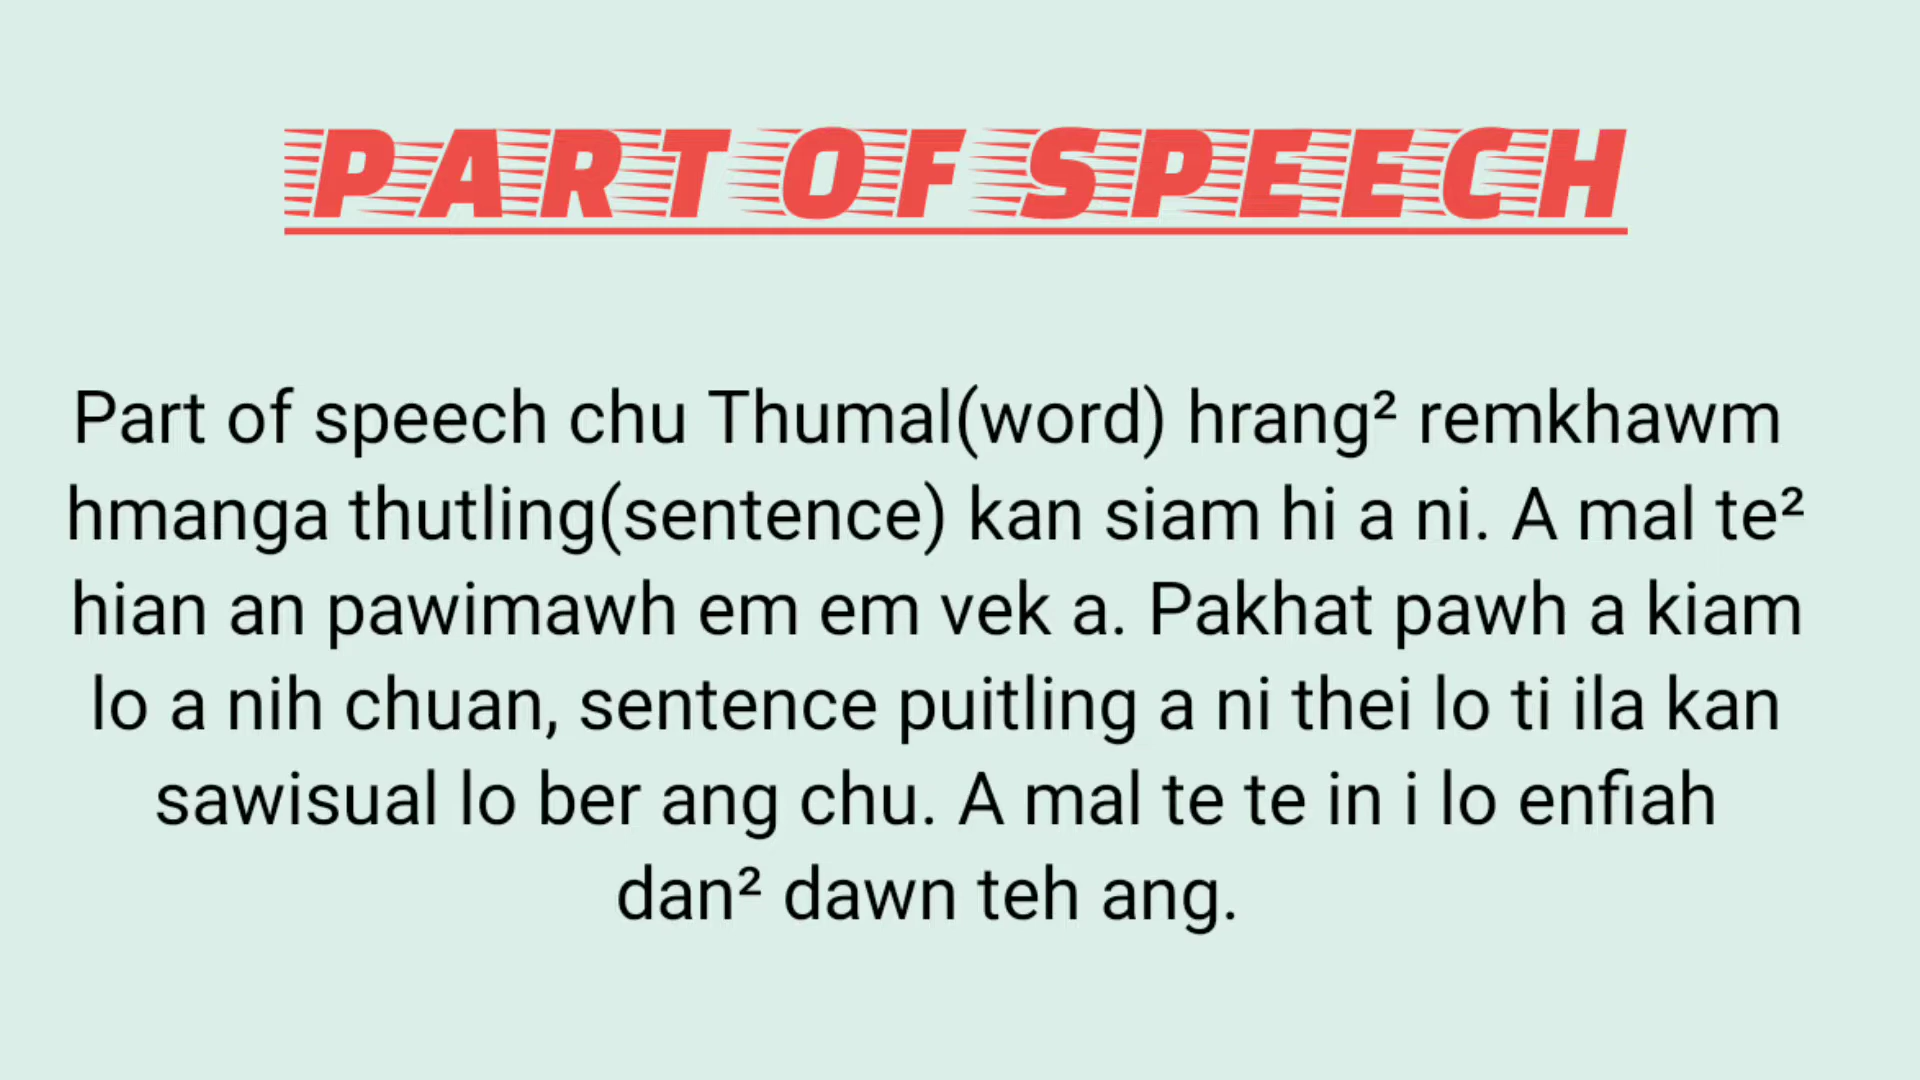 PART OF SPEECH
Part of speech chu Thumal(word) hrang² remkhawm
hmanga thutling(sentence) kan siam hi a ni. A mal te²
hian an pawimawh em em vek a. Pakhat pawh a kiam
lo a nih chuan, sentence puitling a ni thei lo ti ila kan
sawisual lo ber ang chu. A mal te te in i lo enfiah
dan² dawn teh ang.